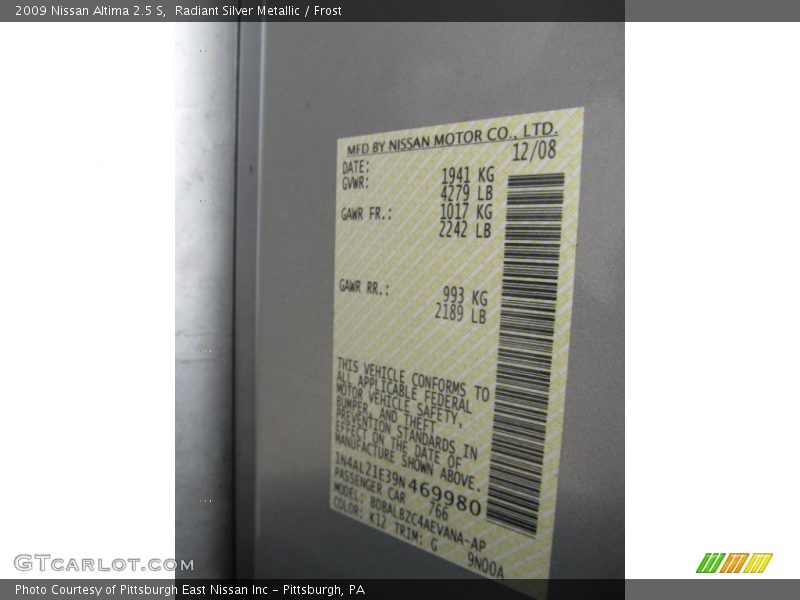 2009 Nissan Altima 2.5 S, Radiant Silver Metallic / Frost
MFD BY NISSAN MOTOR CO., LTD.
DATE: 12/08
GVWR: 1941 KG
4279 LB
GAWR FR.: 1017 KG
2242 LB
GAWR RR.: 993 KG
2189 LB
THIS VEHICLE CONFORMS TO
ALL APPLICABLE FEDERAL
MOTOR VEHICLE SAFETY,
BUMPER, AND THEFT
PREVENTION STANDARDS IN
EFFECT ON THE DATE OF
MANUFACTURE SHOWN ABOVE.
1N4AL21E39N469980
PASSENGER CAR 766
MODEL: BDBALBZC4AEVANA-AP
COLOR: K12 TRIM: G 9N00A
GTCARLOT.COM
Photo Courtesy of Pittsburgh East Nissan Inc - Pittsburgh, PA